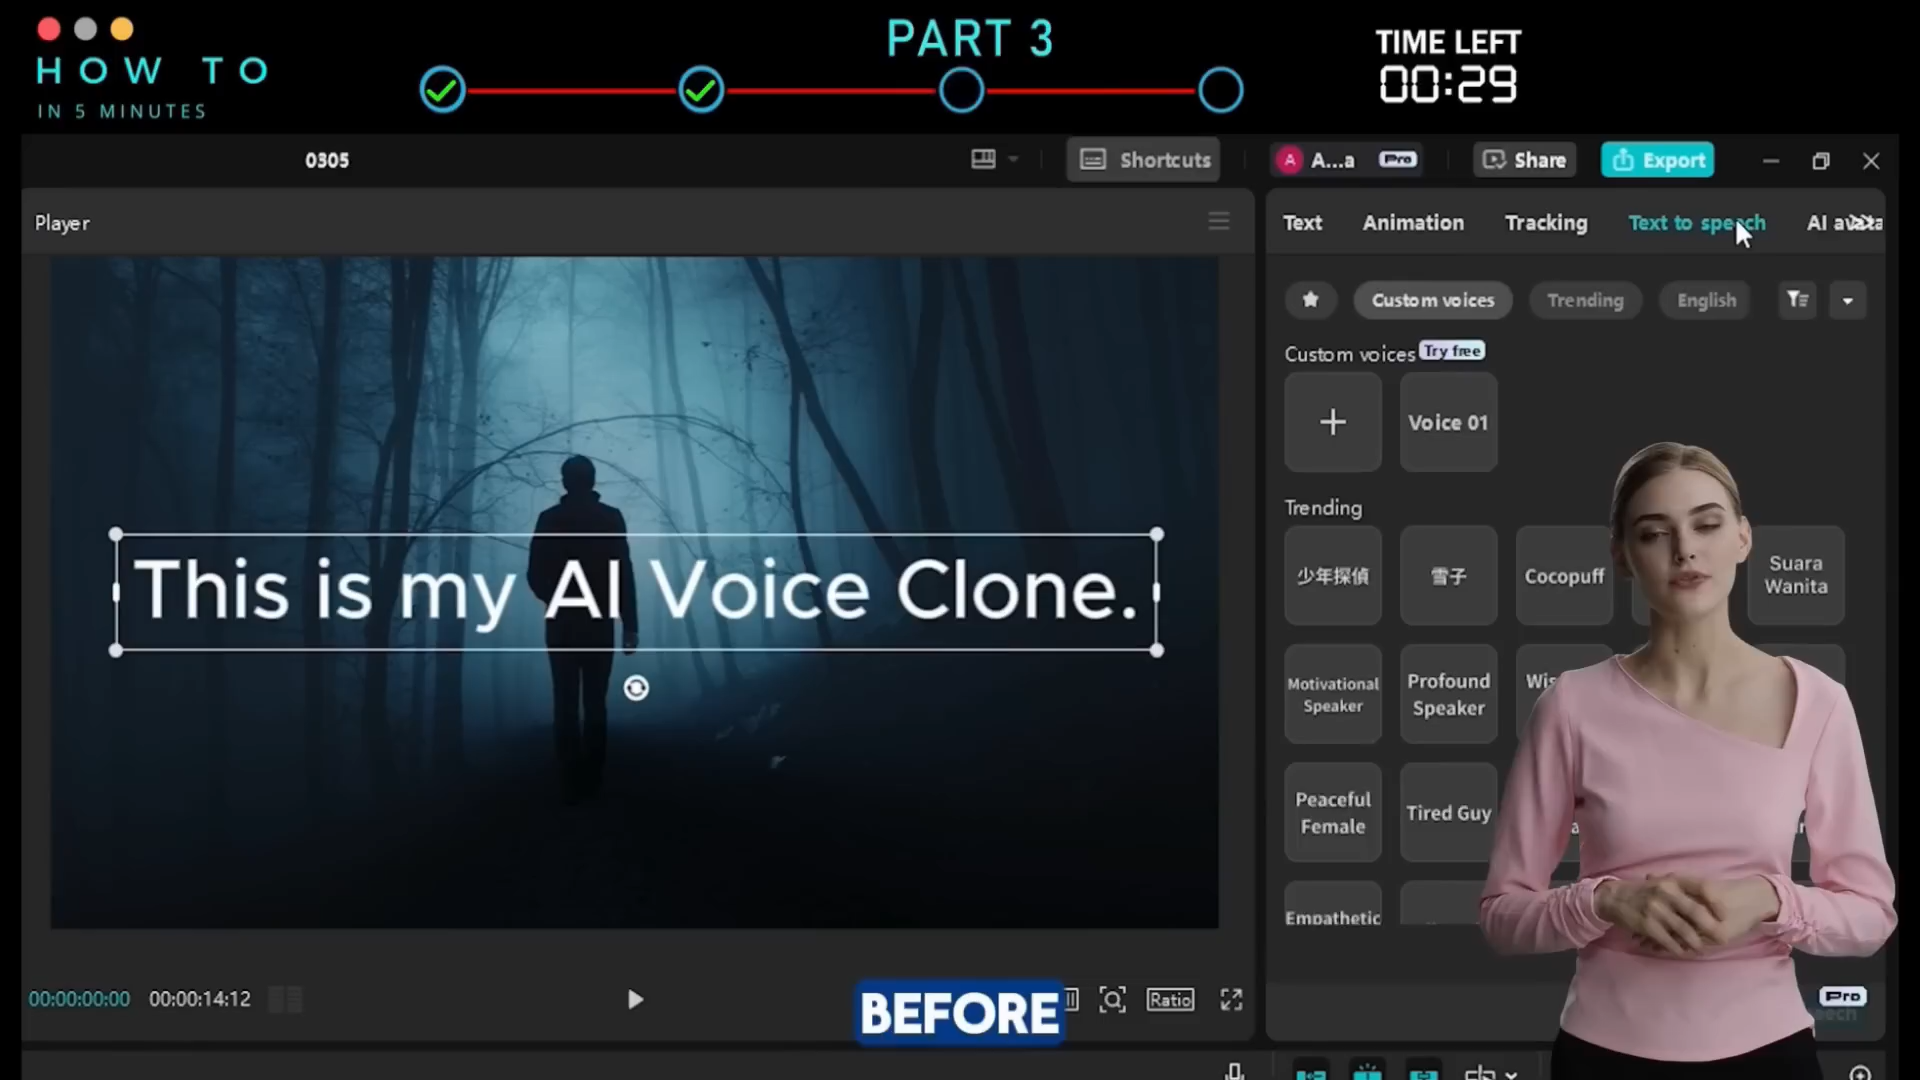 HOW TO
IN 5 MINUTES
PART 3
TIME LEFT
00:29
0305
Shortcuts
A A...a Pro
Share
Export
Player
Text Animation Tracking Text to speech
Custom voices Trending English
Custom voices Try free
Voice 01
Trending
少年探偵 雪子 Cocopuff
Suara
Wanita
Motivational
Speaker
Profound
Speaker
Peaceful
Female
Tired Guy
Empathetic
This is my AI Voice Clone.
00:00:00:00 00:00:14:12
BEFORE
Ratio
Pro